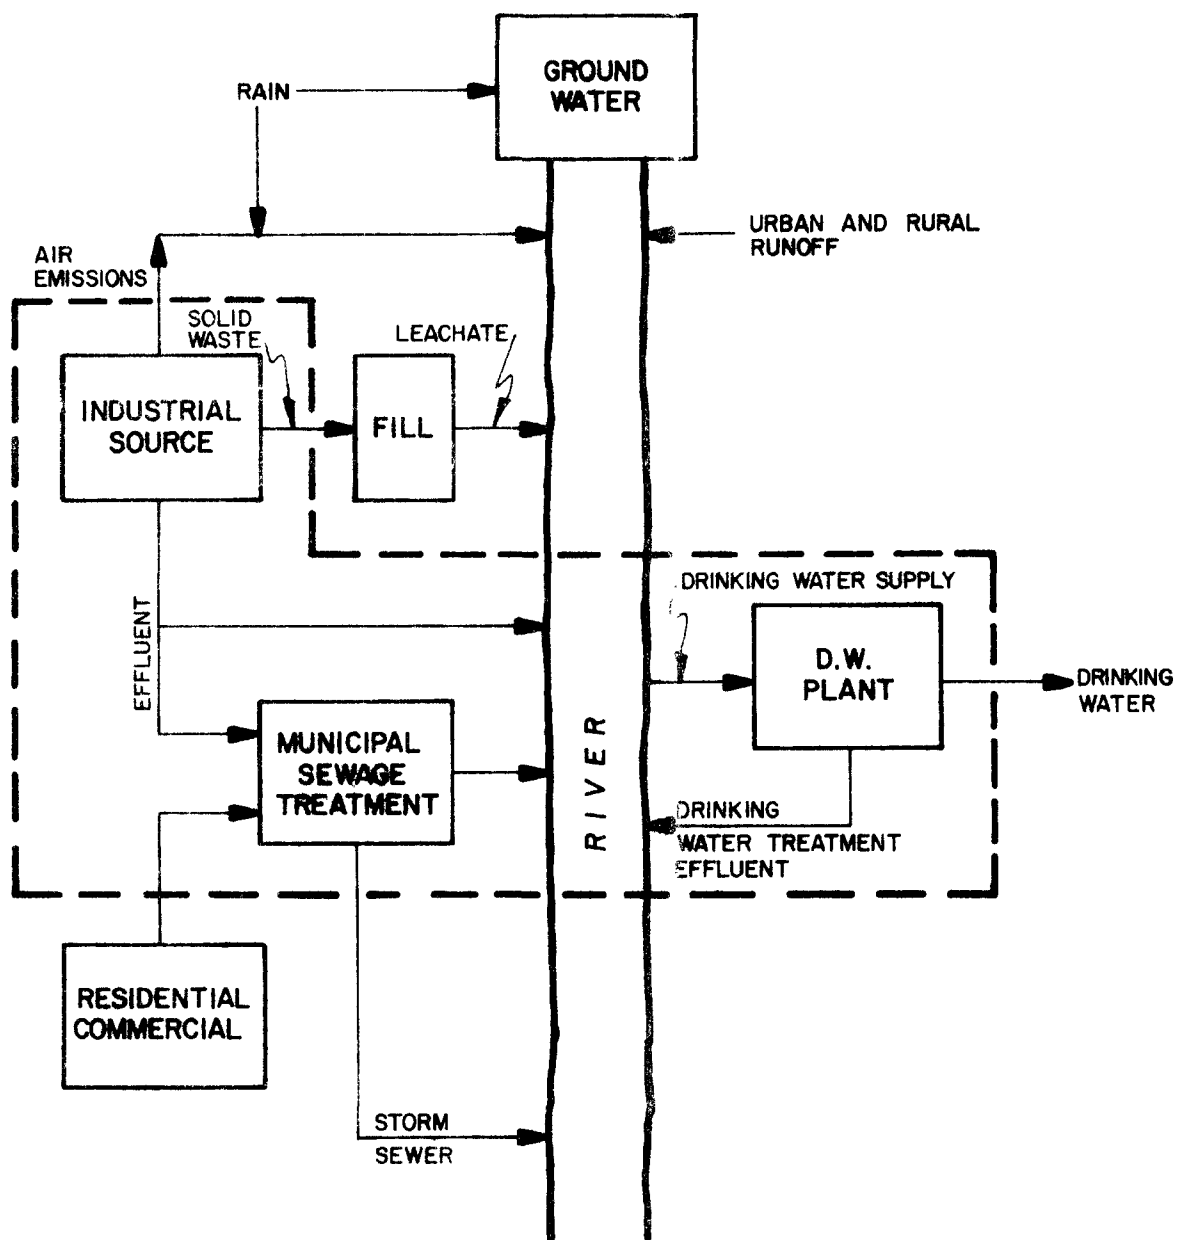 GROUND
WATER
RAIN
URBAN AND RURAL
RUNOFF
AIR
EMISSIONS
SOLID
WASTE
LEACHATE
INDUSTRIAL
SOURCE
FILL
DRINKING WATER SUPPLY
EFFLUENT
D.W.
PLANT
DRINKING
WATER
MUNICIPAL
SEWAGE
TREATMENT
RIVER
DRINKING
WATER TREATMENT
EFFLUENT
RESIDENTIAL
COMMERCIAL
STORM
SEWER